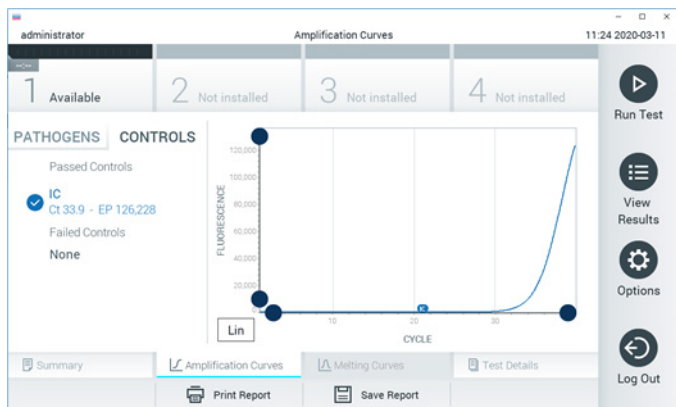 administrator
Amplification Curves
11:24 2020-03-11
--:--
1 Available
2 Not installed
3 Not installed
4 Not installed
Run Test
View
Results
Options
Log Out
PATHOGENS
CONTROLS
Passed Controls
IC
Ct 33.9 - EP 126,228
Failed Controls
None
FLUORESCENCE
120,000
100,000
80,000
60,000
40,000
20,000
0
IC
10
20
30
CYCLE
Lin
Summary
Amplification Curves
Melting Curves
Test Details
Print Report
Save Report